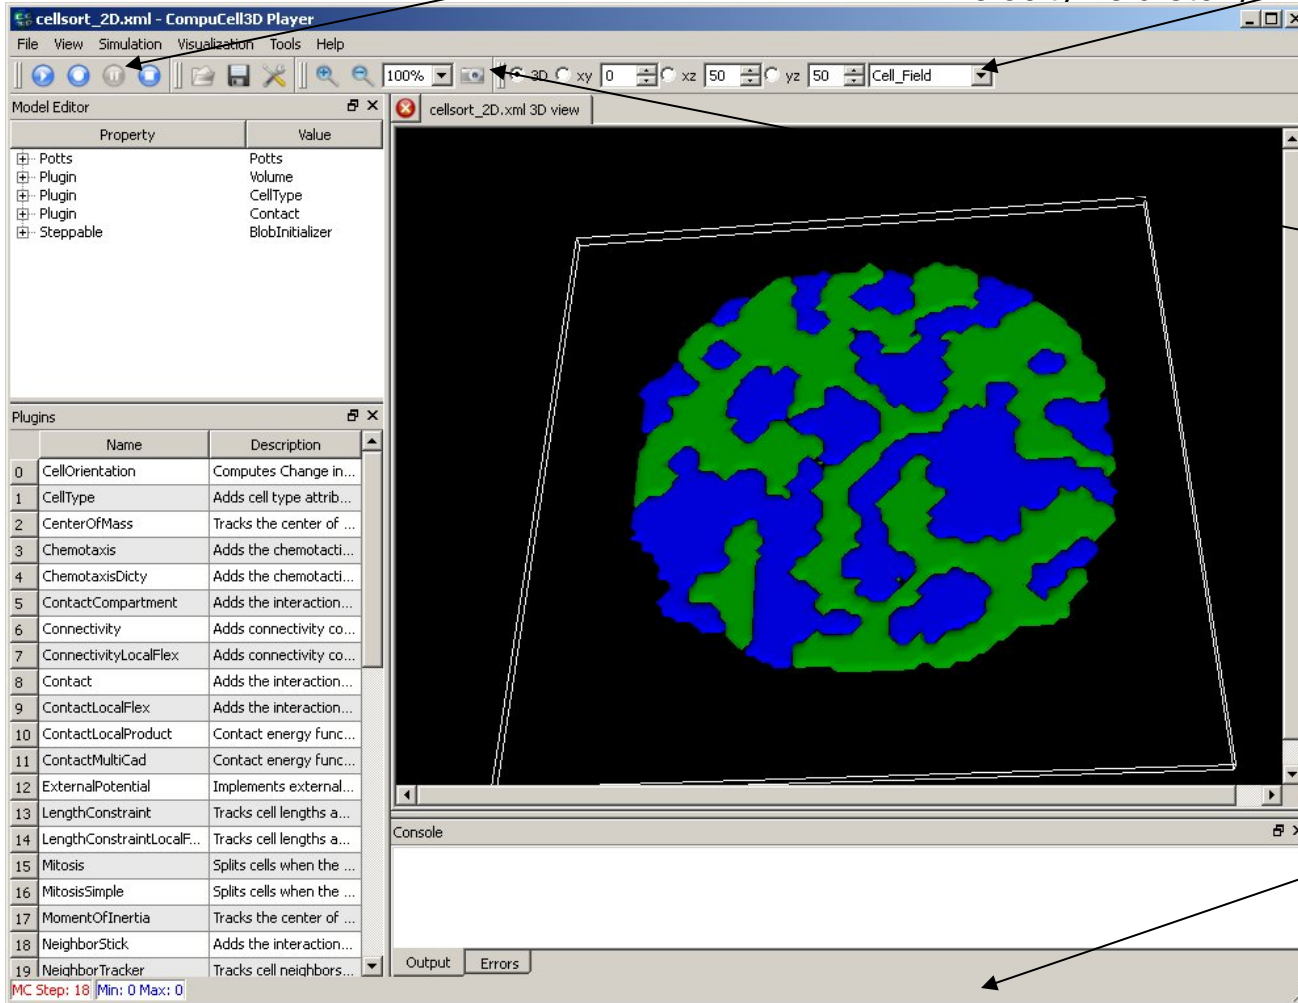 cellsort_2D.xml - CompuCell3D Player
File View Simulation Visualization Tools Help
100% 3D xy 0 xz 50 yz 50 Cell_Field
Model Editor
cellsort_2D.xml 3D view
Property Value
Potts Potts
Plugin Volume
Plugin CellType
Plugin Contact
Steppable BlobInitializer
Plugins
Name Description
0 CellOrientation Computes Change in...
1 CellType Adds cell type attrib...
2 CenterOfMass Tracks the center of ...
3 Chemotaxis Adds the chemotacti...
4 ChemotaxisDicty Adds the chemotacti...
5 ContactCompartment Adds the interaction...
6 Connectivity Adds connectivity co...
7 ConnectivityLocalFlex Adds connectivity co...
8 Contact Adds the interaction...
9 ContactLocalFlex Adds the interaction...
10 ContactLocalProduct Contact energy func...
11 ContactMultiCad Contact energy func...
12 ExternalPotential Implements external...
13 LengthConstraint Tracks cell lengths a...
14 LengthConstraintLocalF... Tracks cell lengths a...
15 Mitosis Splits cells when the ...
16 MitosisSimple Splits cells when the ...
17 MomentOfInertia Tracks the center of ...
18 NeighborStick Adds the interaction...
19 NeighborTracker Tracks cell neighbors...
Console
Output Errors
MC Step: 18 Min: 0 Max: 0